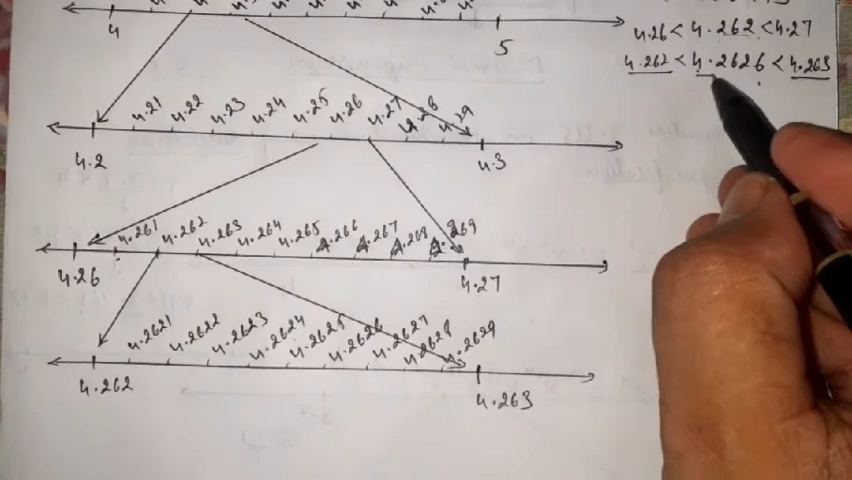 4 5
4.26 < 4.262 < 4.27
4.262 < 4.2626 < 4.263
4.21 4.22 4.23 4.24 4.25 4.26 4.27 4.28 4.29
4.2 4.3
4.261 4.262 4.263 4.264 4.265 4.266 4.267 4.268 4.269
4.26 4.27
4.2621 4.2622 4.2623 4.2624 4.2625 4.2626 4.2627 4.2628 4.2629
4.262 4.263